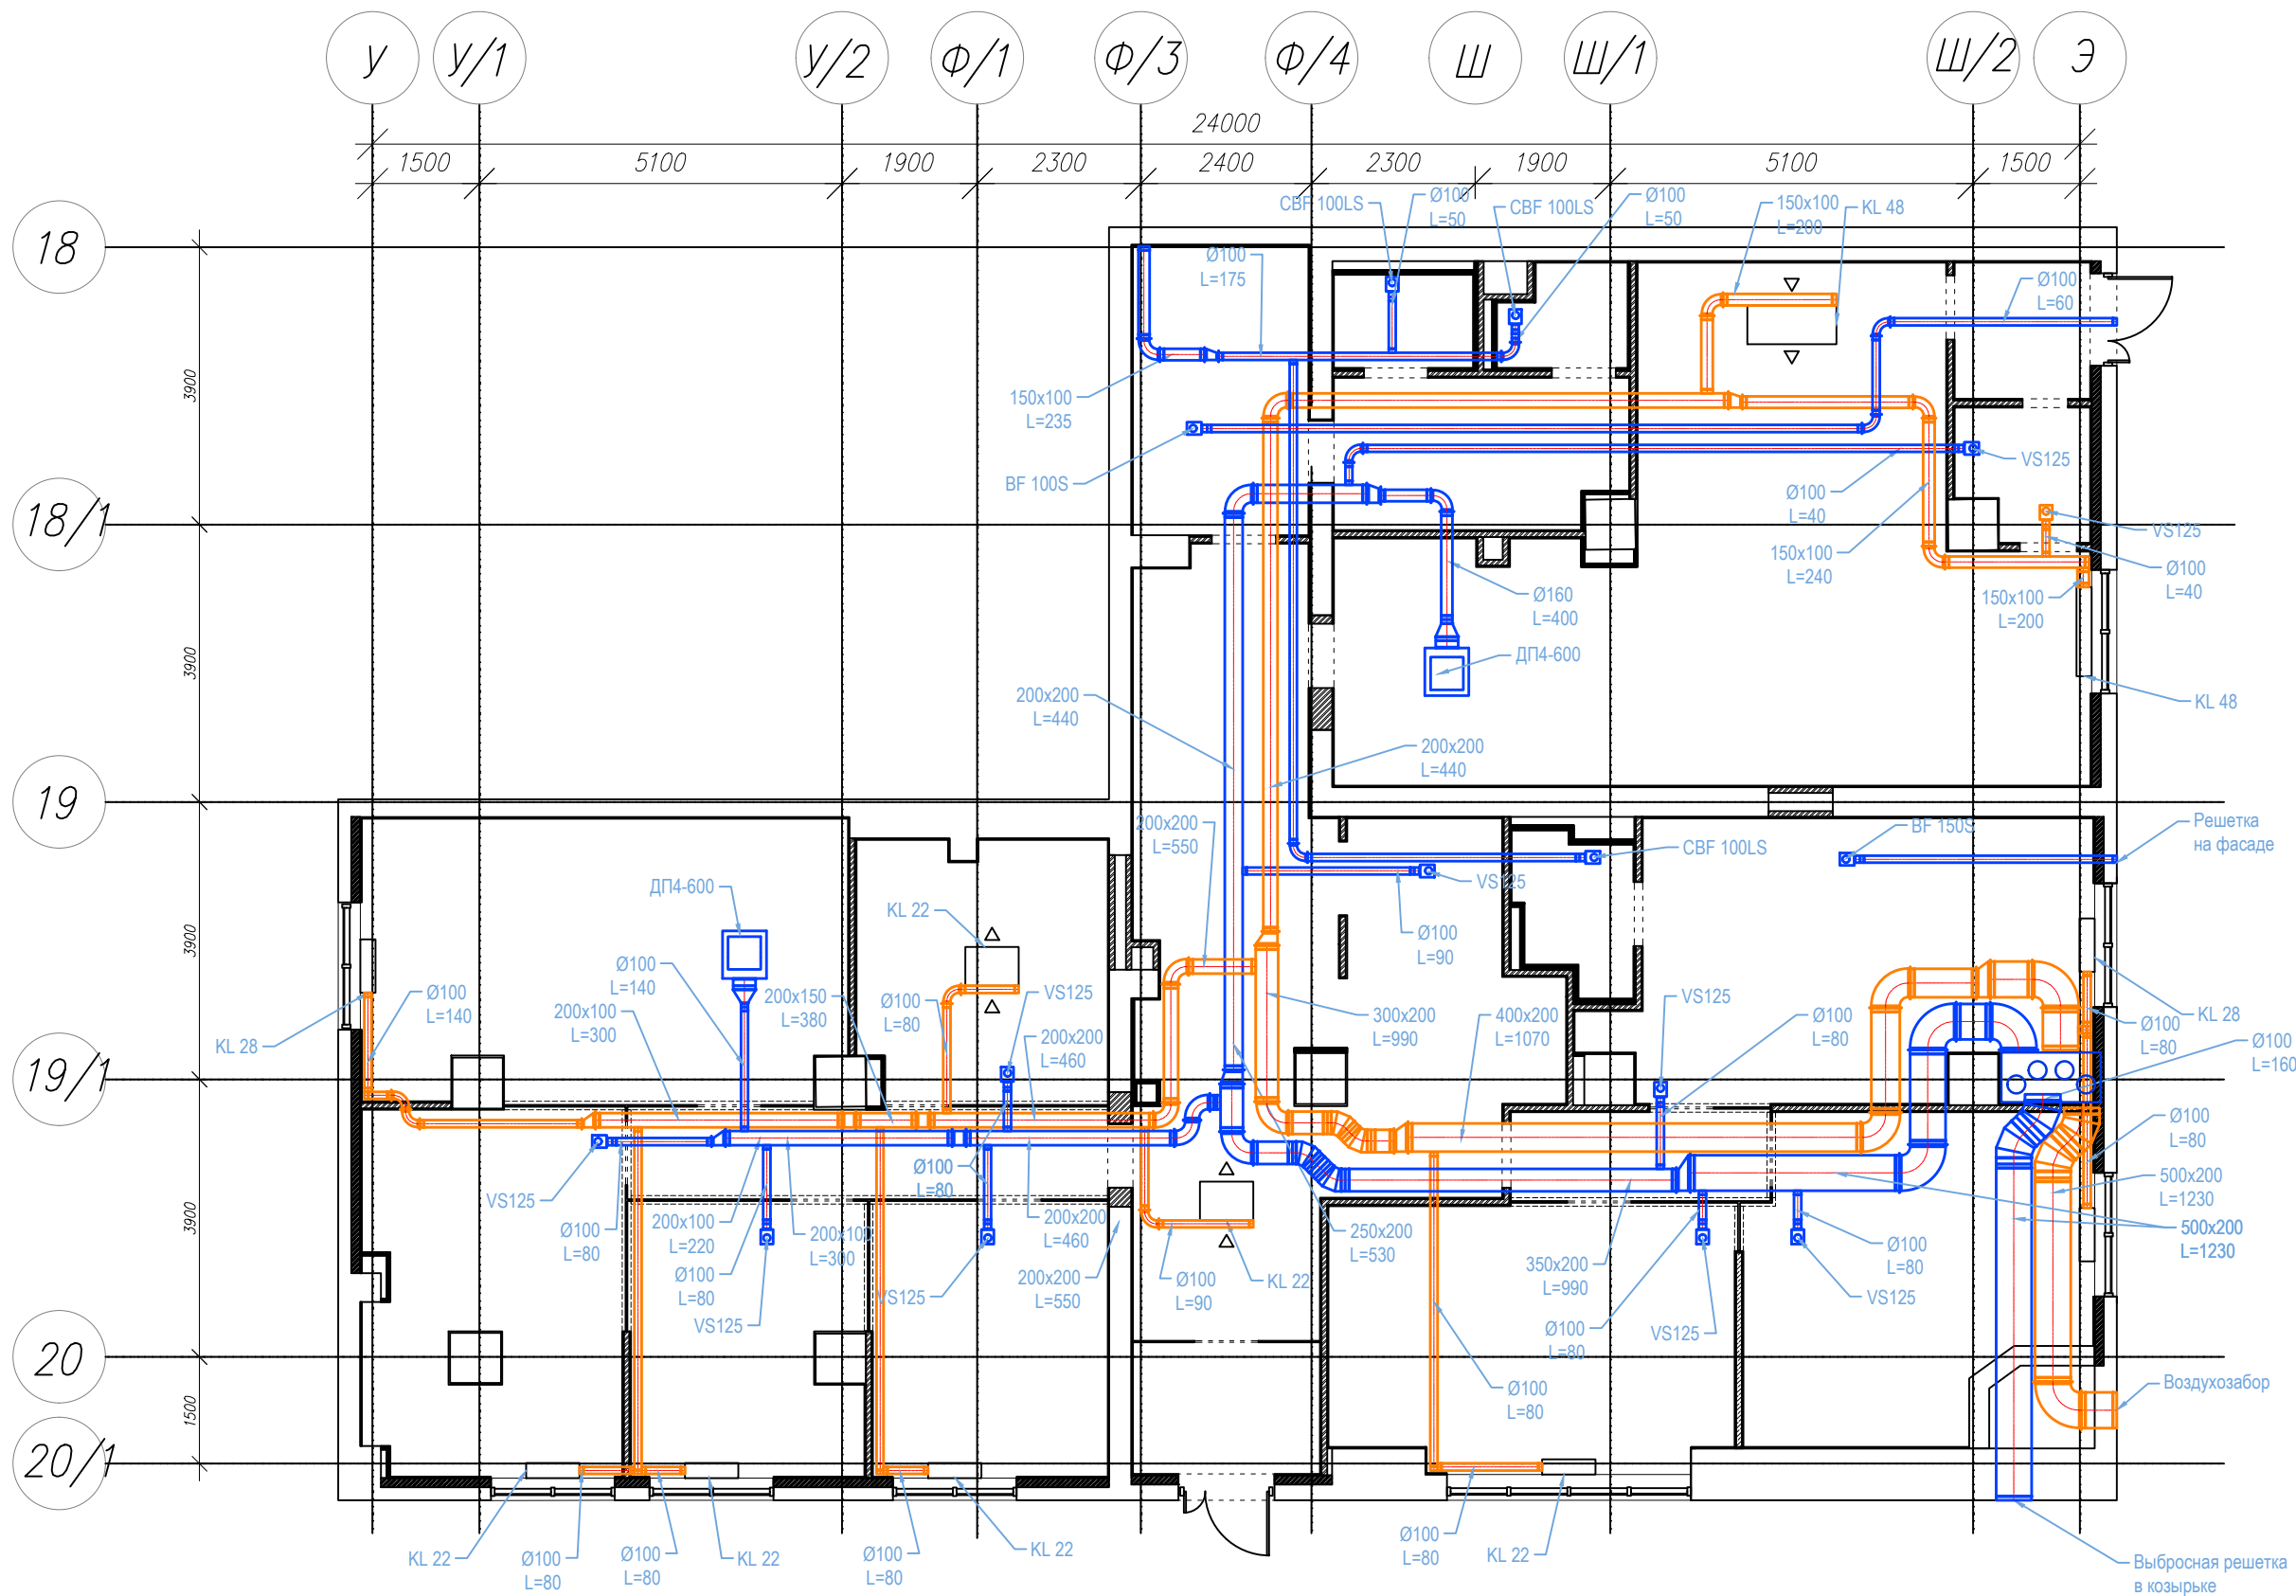 У
У/1
У/2
Ф/1
Ф/3
Ф/4
Ш
Ш/1
Ш/2
Э
24000
1500
5100
1900
2300
2400
2300
1900
5100
1500
18
18/1
19
19/1
20
20/1
3900
3900
3900
3900
1500
CBF 100LS
Ø100
L=50
CBF 100LS
Ø100
L=50
150x100
L=200
KL 48
Ø100
L=175
Ø100
L=60
150x100
L=235
BF 100S
VS125
Ø100
L=40
VS125
150x100
L=240
Ø100
L=40
150x100
L=200
Ø160
L=400
ДП4-600
200x200
L=440
KL 48
200x200
L=440
200x200
L=550
BF 150S
Решетка
на фасаде
CBF 100LS
VS125
ДП4-600
KL 22
Ø100
L=90
Ø100
L=140
Ø100
L=140
200x100
L=300
200x150
L=380
Ø100
L=80
VS125
200x200
L=460
300x200
L=990
400x200
L=1070
VS125
Ø100
L=80
KL 28
Ø100
L=80
Ø100
L=160
KL 28
Ø100
L=80
Ø100
L=80
VS125
Ø100
L=80
200x100
L=220
200x100
L=300
200x200
L=460
250x200
L=530
500x200
L=1230
500x200
L=1230
Ø100
L=80
VS125
VS125
200x200
L=550
Ø100
L=90
KL 22
350x200
L=990
Ø100
L=80
VS125
Ø100
L=80
VS125
Ø100
L=80
Воздухозабор
KL 22
Ø100
L=80
Ø100
L=80
KL 22
Ø100
L=80
KL 22
Ø100
L=80
KL 22
Выбросная решетка
в козырьке